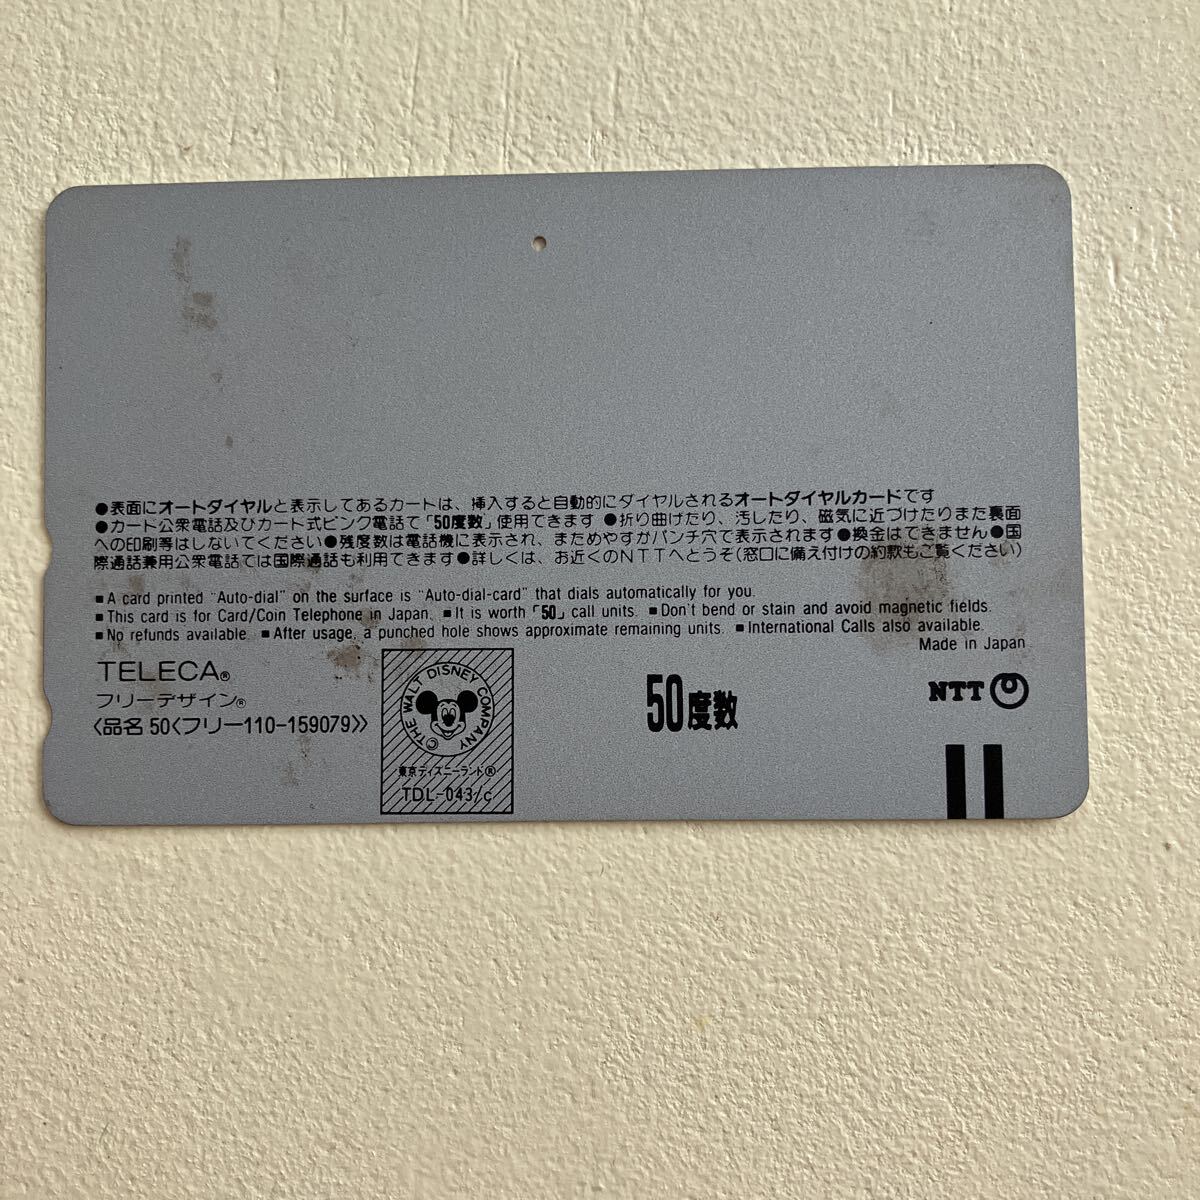 ●表面にオートダイヤルと表示してあるカードは、挿入すると自動的にダイヤルされるオートダイヤルカードです
●カード公衆電話及びカード式ピンク電話で「50度数」使用できます ●折り曲げたり、汚したり、磁気に近づけたりまた裏面
への印刷等はしないでください●残度数は電話機に表示され、まためやすがパンチ穴で表示されます●換金はできません●国
際通話兼用公衆電話では国際通話も利用できます●詳しくは、お近くのNTTへどうぞ(窓口に備え付けの約款もご覧ください)
■ A card printed "Auto-dial" on the surface is "Auto-dial-card" that dials automatically for you.
■ This card is for Card/Coin Telephone in Japan. ■ It is worth「50」call units. ■ Don't bend or stain and avoid magnetic fields.
■ No refunds available ■ After usage, a punched hole shows approximate remaining units. ■ International Calls also available.
Made in Japan
TELECA®
フリーデザイン®
〈品名 50〈フリー110-159079〉〉
©THE WALT DISNEY COMPANY
東京ディズニーランド®
TDL-043/c
50度数
NTT